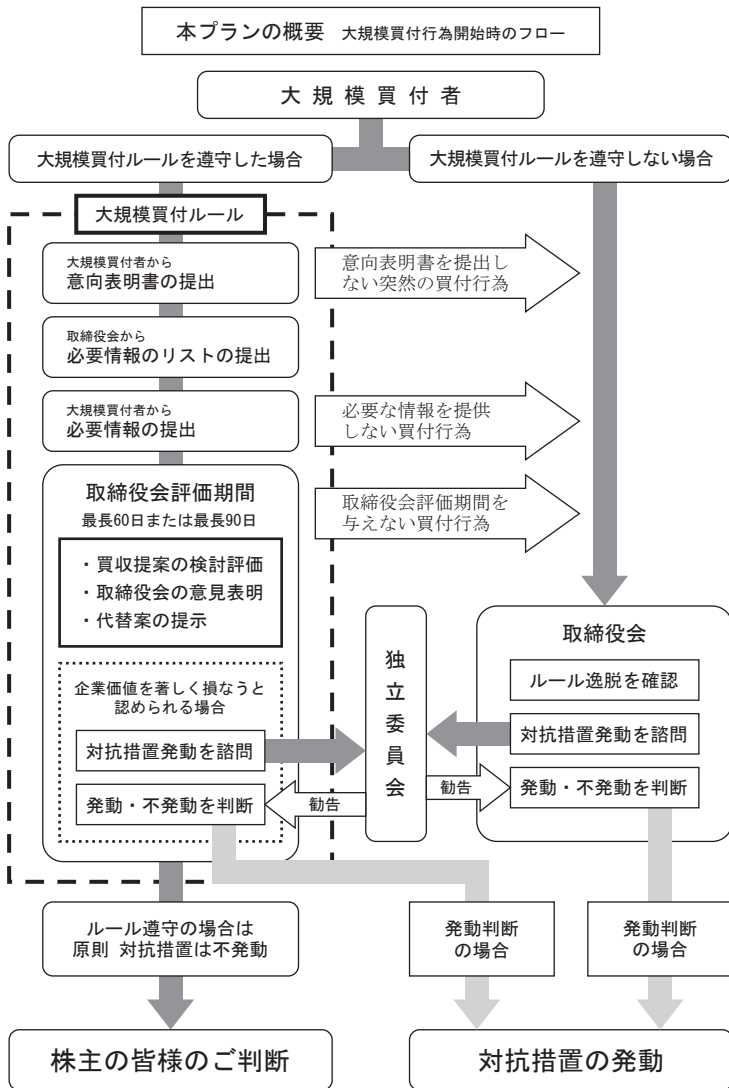 本プランの概要 大規模買付行為開始時のフロー
大規模買付者
大規模買付ルールを遵守した場合
大規模買付ルールを遵守しない場合
大規模買付ルール
大規模買付者から
意向表明書の提出
意向表明書を提出し
ない突然の買付行為
取締役会から
必要情報のリストの提出
大規模買付者から
必要情報の提出
必要な情報を提供
しない買付行為
取締役会評価期間
最長60日または最長90日
取締役会評価期間を
与えない買付行為
・買収提案の検討評価
・取締役会の意見表明
・代替案の提示
企業価値を著しく損なうと
認められる場合
対抗措置発動を諮問
発動・不発動を判断
独立委員会
勧告
勧告
取締役会
ルール逸脱を確認
対抗措置発動を諮問
発動・不発動を判断
ルール遵守の場合は
原則 対抗措置は不発動
発動判断
の場合
発動判断
の場合
株主の皆様のご判断
対抗措置の発動